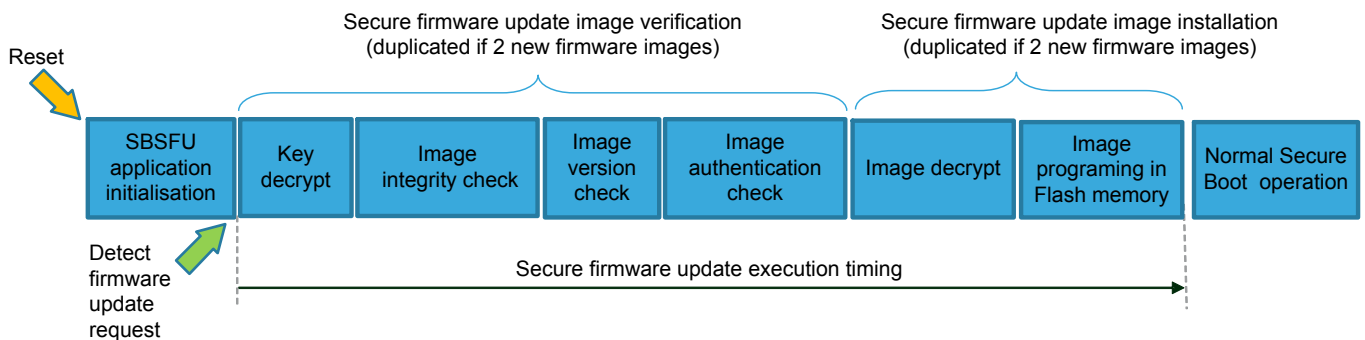 Secure firmware update image verification
(duplicated if 2 new firmware images)
Secure firmware update image installation
(duplicated if 2 new firmware images)
Reset
SBSFU
application
initialisation
Key
decrypt
Image
integrity check
Image
version
check
Image
authentication
check
Image decrypt
Image
programing in
Flash memory
Normal Secure
Boot operation
Detect
firmware
update
request
Secure firmware update execution timing